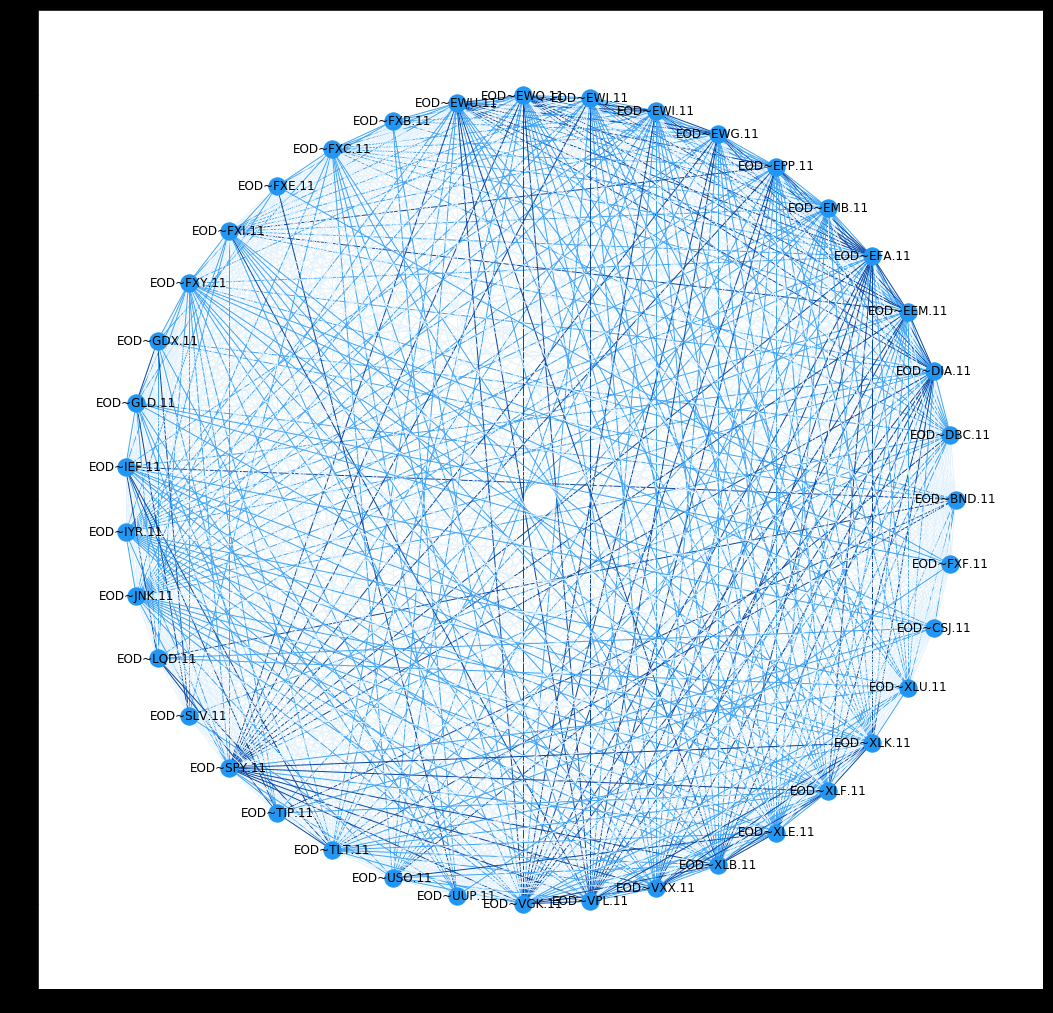 EOD~EWU.11
EOD~EWQ.11
EOD~EWJ.11
EOD~EWI.11
EOD~FXB.11
EOD~EWG.11
EOD~FXC.11
EOD~EPP.11
EOD~FXE.11
EOD~EMB.11
EOD~FXI.11
EOD~EFA.11
EOD~FXY.11
EOD~EEM.11
EOD~GDX.11
EOD~DIA.11
EOD~GLD.11
EOD~DBC.11
EOD~IEF.11
EOD~BND.11
EOD~IYR.11
EOD~FXF.11
EOD~JNK.11
EOD~CSJ.11
EOD~LQD.11
EOD~XLU.11
EOD~SLV.11
EOD~XLK.11
EOD~SPY.11
EOD~XLF.11
EOD~TIP.11
EOD~XLE.11
EOD~TLT.11
EOD~XLB.11
EOD~USO.11
EOD~VXX.11
EOD~UUP.11
EOD~VGK.11
EOD~VPL.11